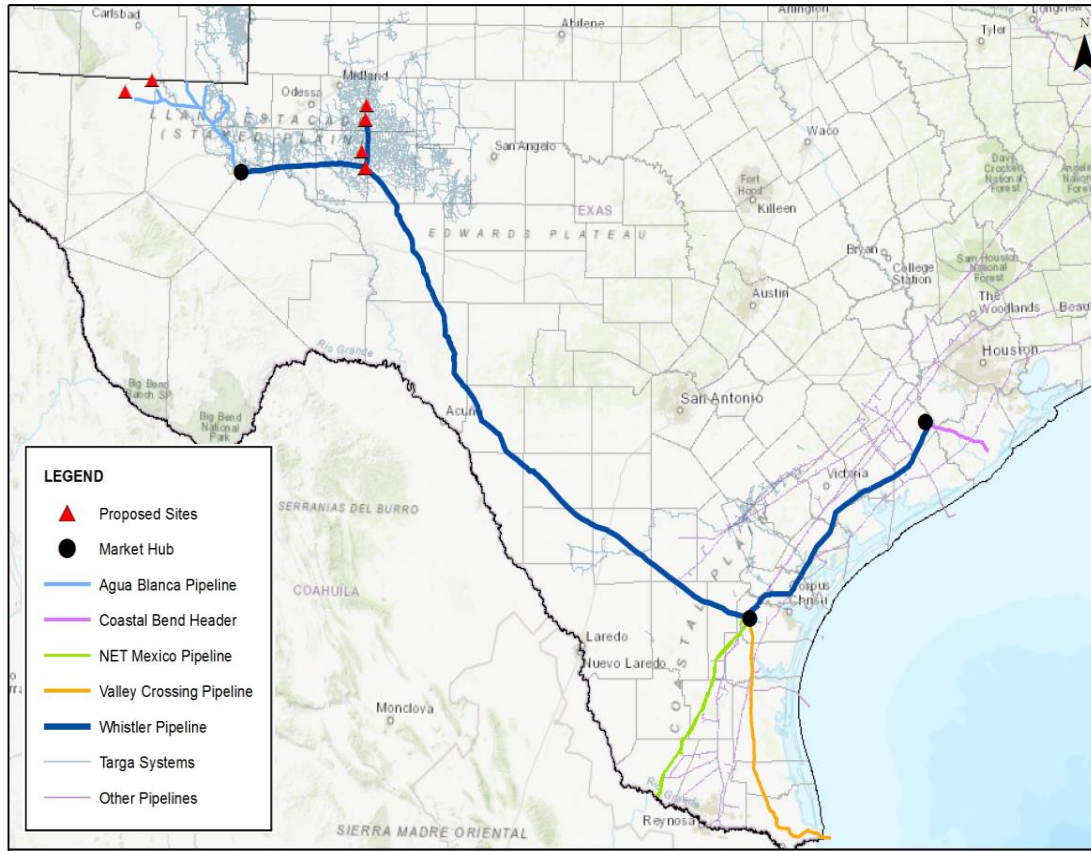 Carlsbad
Abilene
Arlington
Longview
Tyler
N
Midland
Odessa
LLANO ESTACADO
(STAKED PLAIN)
San Angelo
Waco
Davy
Crockett
National
Forest
Angelina
National
Forest
Fort
Hood
Killeen
Pecos
TEXAS
EDWARDS PLATEAU
Bryan
College
Station
Sam Houston
National
Forest
The
Woodlands
Austin
Houston
Rio Grande
Big Bend
Ranch SP
Big Bend
National
Park
Acuña
San Antonio
Victoria
SERRANIAS DEL BURRO
COAHUILA
COASTAL PLAIN
Corpus
Christi
Laredo
Nuevo Laredo
Monclova
Rio Grande
Reynosa
SIERRA MADRE ORIENTAL
LEGEND
Proposed Sites
Market Hub
Agua Blanca Pipeline
Coastal Bend Header
NET Mexico Pipeline
Valley Crossing Pipeline
Whistler Pipeline
Targa Systems
Other Pipelines